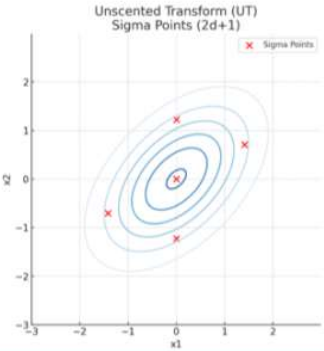 Unscented Transform (UT)
Sigma Points (2d+1)
× Sigma Points
2
1
0
−1
−2
−3
x2
−3
−2
−1
0
1
2
x1